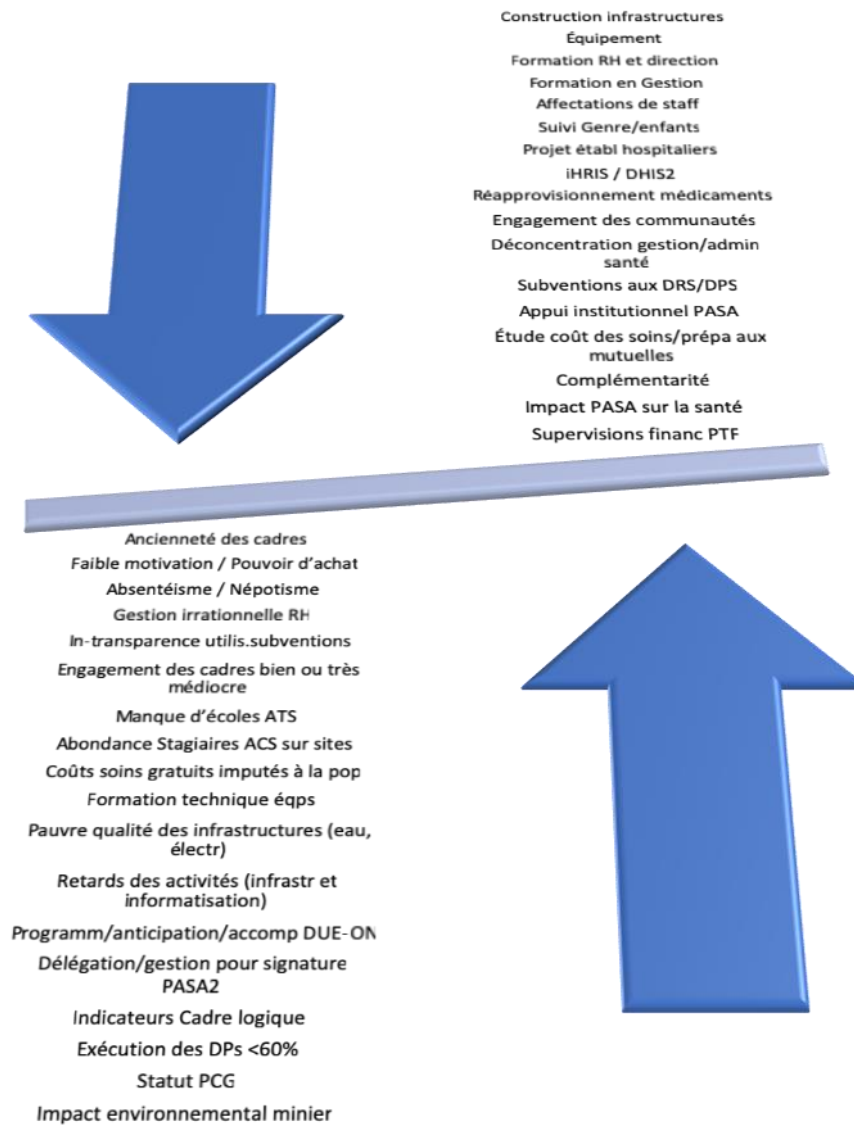 Construction infrastructures
Équipement
Formation RH et direction
Formation en Gestion
Affectations de staff
Suivi Genre/enfants
Projet établ hospitaliers
iHRIS / DHIS2
Réapprovisionnement médicaments
Engagement des communautés
Déconcentration gestion/admin
santé
Subventions aux DRS/DPS
Appui institutionnel PASA
Étude coût des soins/prépa aux
mutuelles
Complémentarité
Impact PASA sur la santé
Supervisions financ PTF
Ancienneté des cadres
Faible motivation / Pouvoir d'achat
Absentéisme / Népotisme
Gestion irrationnelle RH
In-transparence utilis.subventions
Engagement des cadres bien ou très
médiocre
Manque d'écoles ATS
Abondance Stagiaires ACS sur sites
Coûts soins gratuits imputés à la pop
Formation technique éqps
Pauvre qualité des infrastructures (eau,
électr)
Retards des activités (infrastr et
informatisation)
Programm/anticipation/accomp DUE-ON
Délégation/gestion pour signature
PASA2
Indicateurs Cadre logique
Exécution des DPs <60%
Statut PCG
Impact environnemental minier